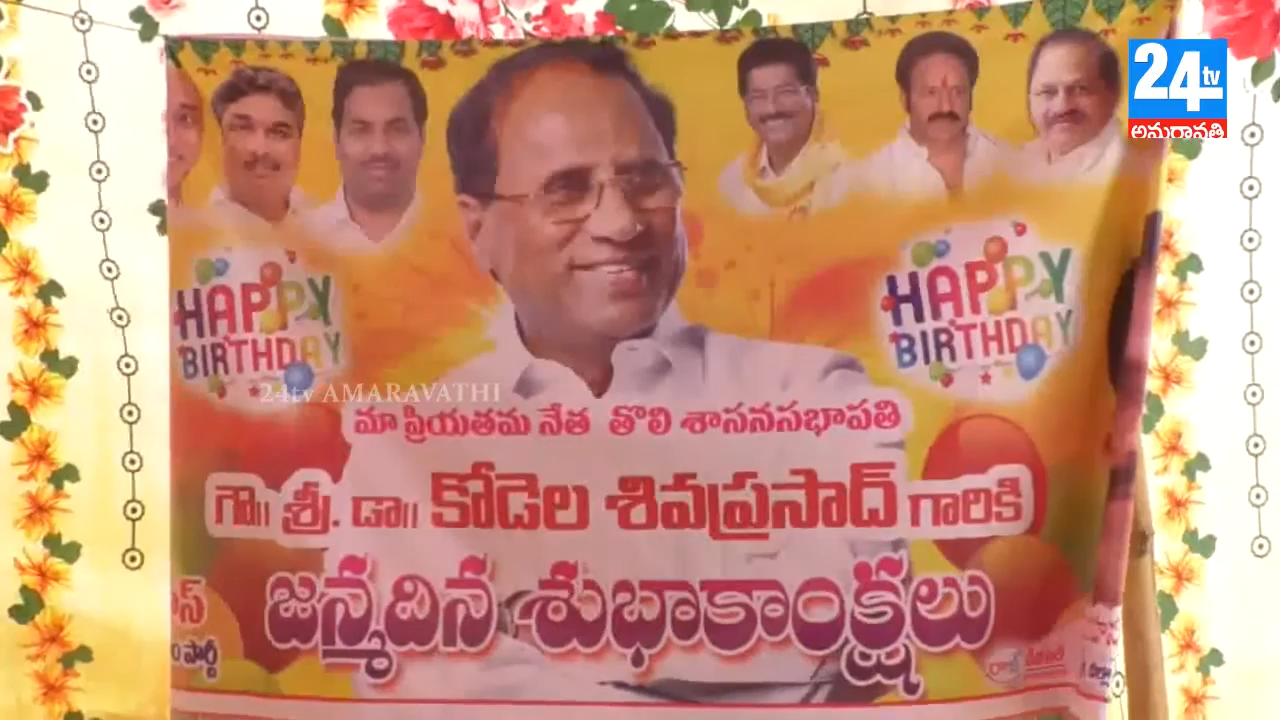 24tv
అమరావతి
HAPPY
BIRTHDAY
HAPPY
BIRTHDAY
24tv AMARAVATHI
మా ప్రియతమ నేత తొలి శాసనసభాపతి
గౌ॥ శ్రీ. డా॥ కోడెల శివప్రసాద్ గారికి
జన్మదిన శుభాకాంక్షలు
పార్టీ